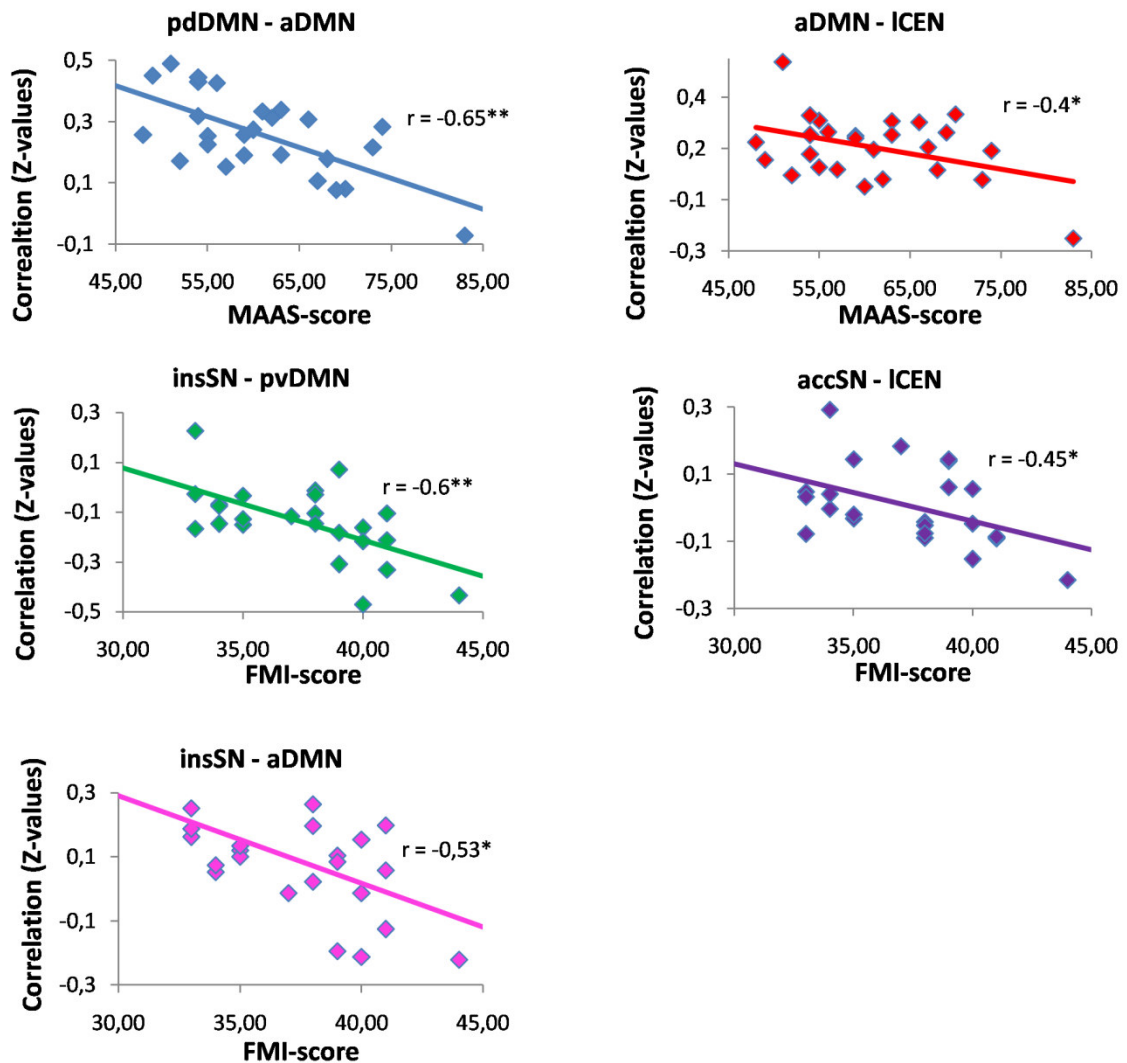 pdDMN - aDMN
Correaltion (Z-values)
0,5
0,3
0,1
-0,1
r = -0.65**
45,00 55,00 65,00 75,00 85,00
MAAS-score
aDMN - lCEN
Correaltion (Z-values)
0,4
0,2
-0,1
-0,3
r = -0.4*
45,00 55,00 65,00 75,00 85,00
MAAS-score
insSN - pvDMN
Correlation (Z-values)
0,3
0,1
-0,1
-0,3
-0,5
r = -0.6**
30,00 35,00 40,00 45,00
FMI-score
accSN - lCEN
Correlation (Z-values)
0,3
0,1
-0,1
-0,3
r = -0.45*
30,00 35,00 40,00 45,00
FMI-score
insSN - aDMN
Correlation (Z-values)
0,3
0,1
-0,1
-0,3
r = -0,53*
30,00 35,00 40,00 45,00
FMI-score